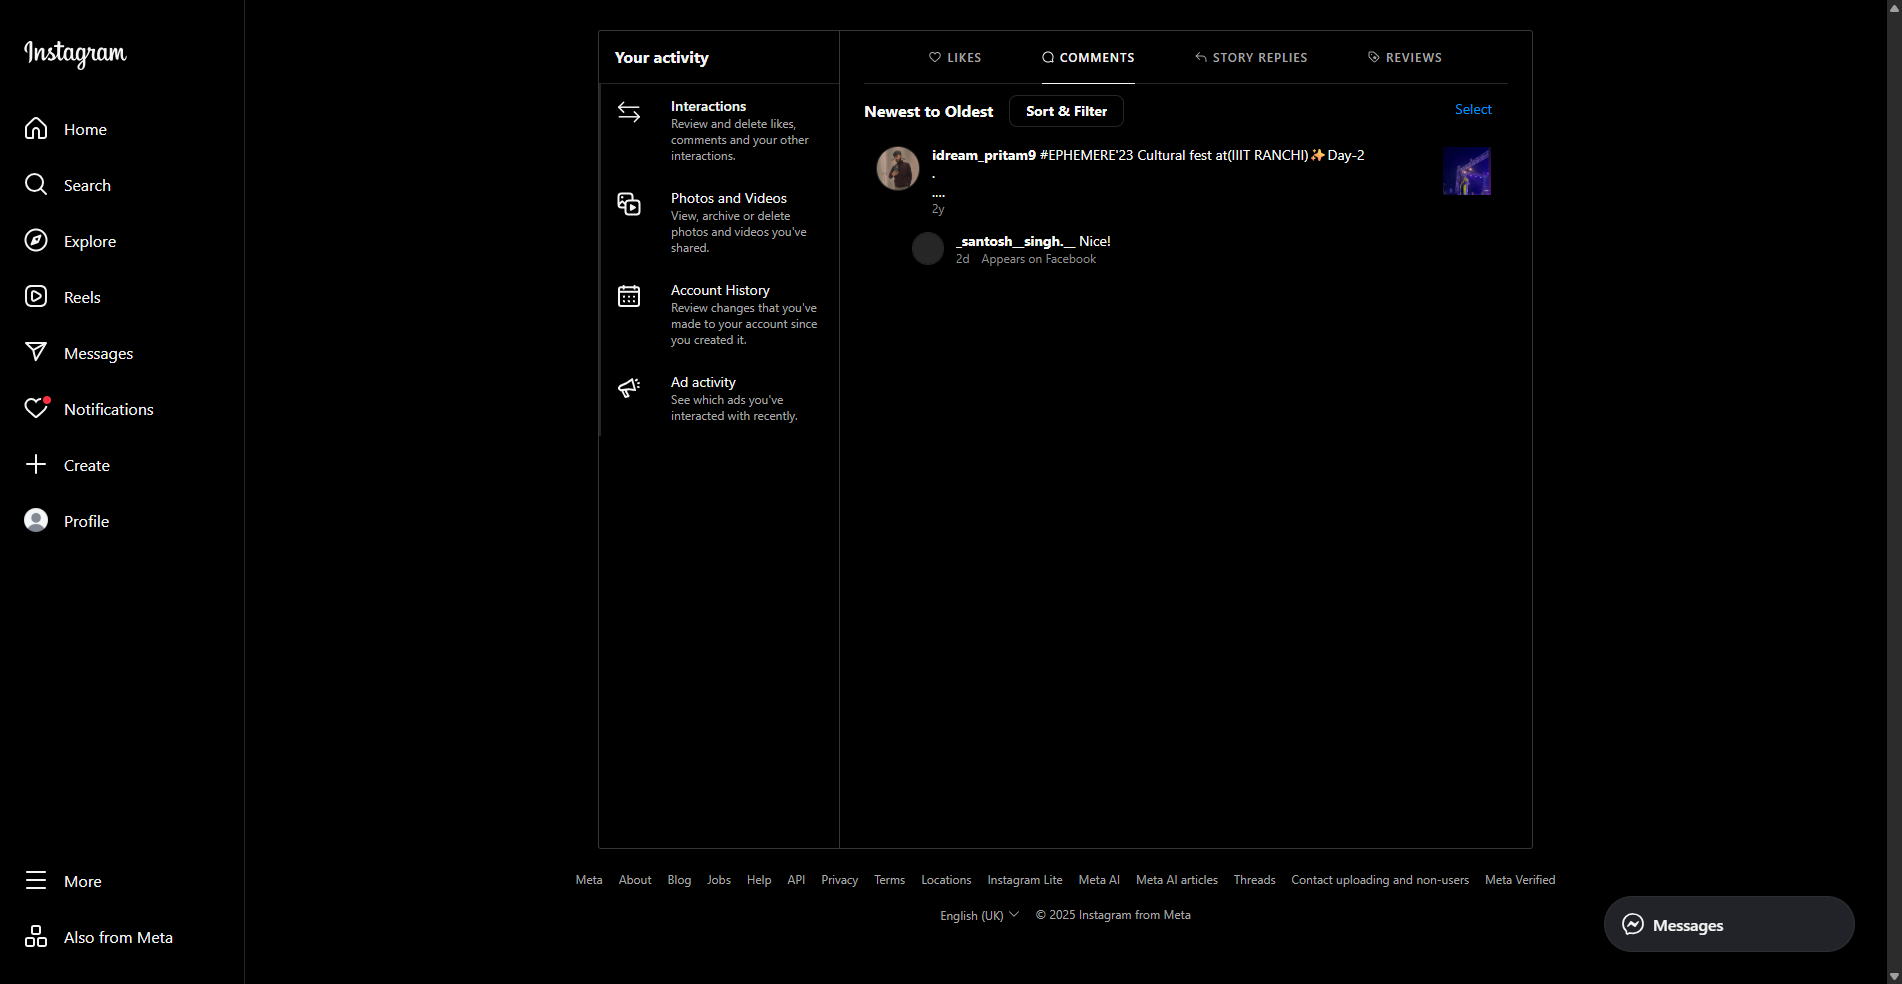 Instagram
Home
Search
Explore
Reels
Messages
Notifications
Create
Profile
More
Also from Meta
Your activity
Interactions
Review and delete likes,
comments and your other
interactions.
Photos and Videos
View, archive or delete
photos and videos you've
shared.
Account History
Review changes that you've
made to your account since
you created it.
Ad activity
See which ads you've
interacted with recently.
LIKES COMMENTS STORY REPLIES REVIEWS
Newest to Oldest Sort & Filter Select
idream_pritam9 #EPHEMERE'23 Cultural fest at(IIIT RANCHI)✨Day-2
.
....
2y
_santosh__singh.__ Nice!
2d Appears on Facebook
Meta About Blog Jobs Help API Privacy Terms Locations Instagram Lite Meta AI Meta AI articles Threads Contact uploading and non-users Meta Verified
English (UK) © 2025 Instagram from Meta
Messages